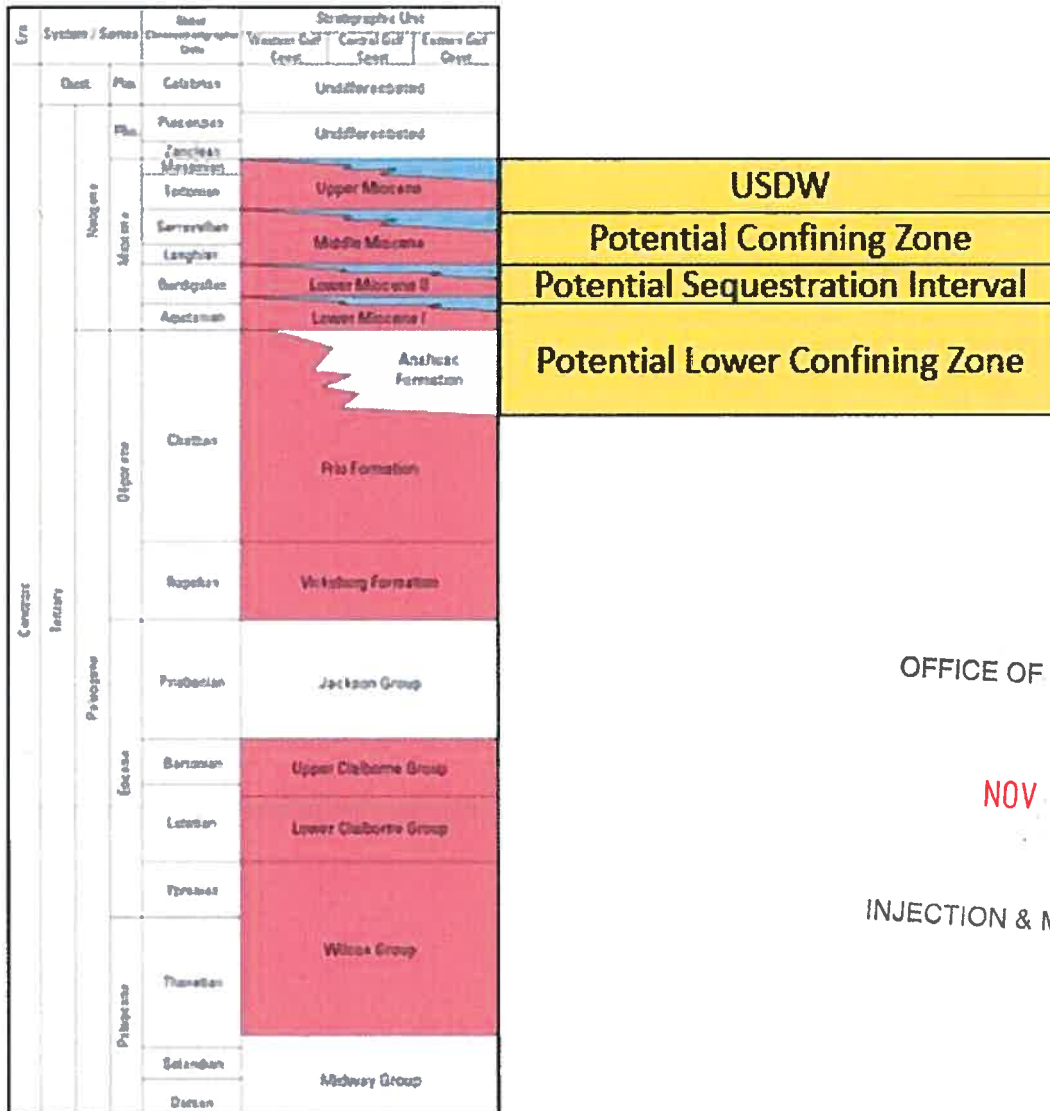 Era
System / Series
Stratigraphic Unit
Western Gulf Coast
Central Gulf Coast
Eastern Gulf Coast
Quat.
Calabrian
Undifferentiated
Plio.
Piacenzian
Undifferentiated
Zanclean
Messinian
Tortonian
Upper Miocene
USDW
Neogene
Miocene
Serravallian
Middle Miocene
Potential Confining Zone
Langhian
Burdigalian
Lower Miocene II
Potential Sequestration Interval
Aquitanian
Lower Miocene I
Anahuac
Formation
Potential Lower Confining Zone
Oligocene
Chattian
Frio Formation
Rupelian
Vicksburg Formation
Cenozoic
Tertiary
Paleogene
Priabonian
Jackson Group
OFFICE OF
Eocene
Bartonian
Upper Claiborne Group
NOV
Lutetian
Lower Claiborne Group
Ypresian
INJECTION & M
Wilcox Group
Paleocene
Thanetian
Selandian
Midway Group
Danian